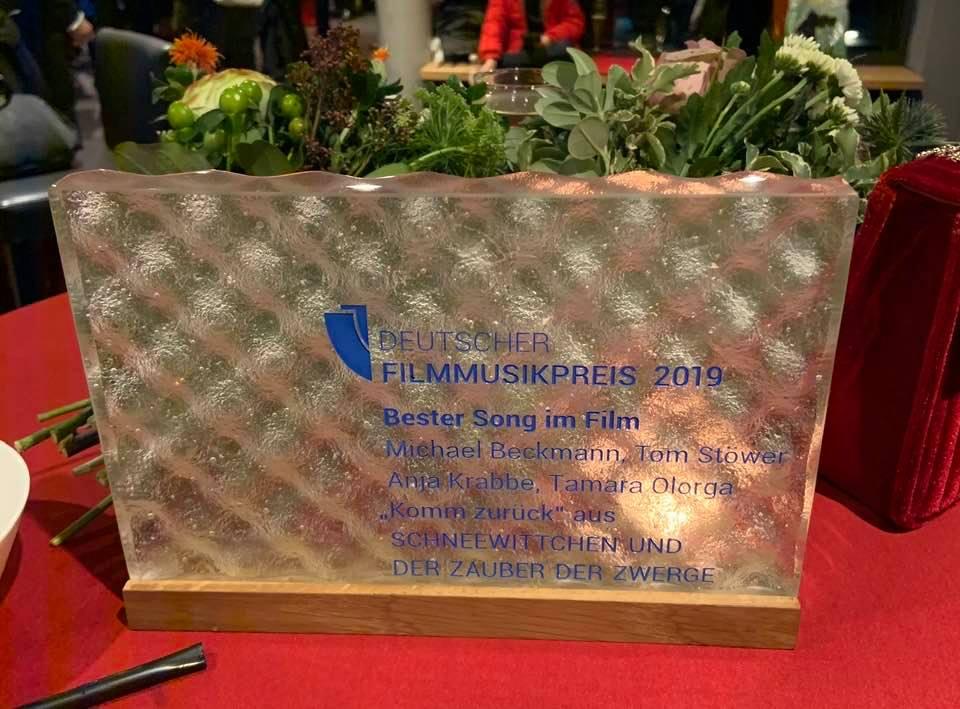 DEUTSCHER
FILMMUSIKPREIS 2019
Bester Song im Film
Michael Beckmann, Tom Stöwer
Anja Krabbe, Tamara Olorga
„Komm zurück" aus
SCHNEEWITTCHEN UND
DER ZAUBER DER ZWERGE